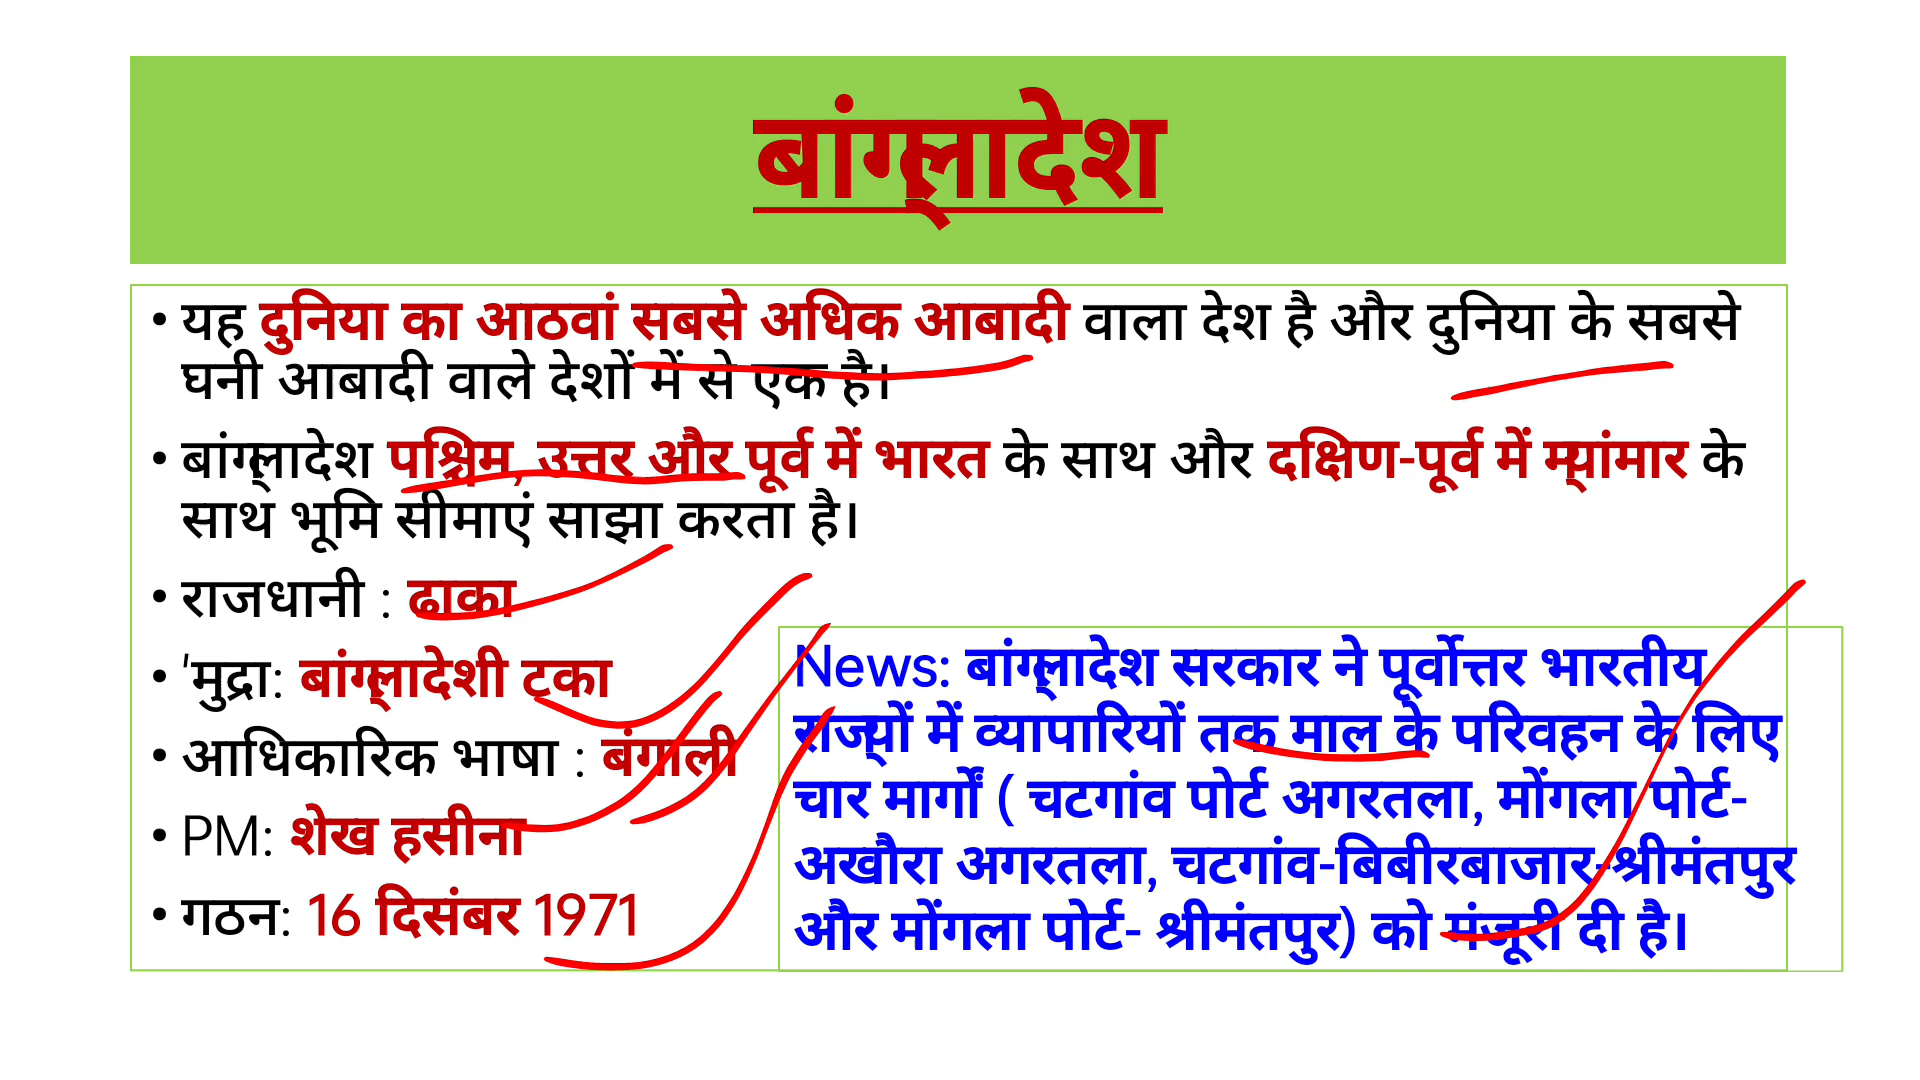 बांग्लादेश
• यह दुनिया का आठवां सबसे अधिक आबादी वाला देश है और दुनिया के सबसे
घनी आबादी वाले देशों में से एक है।
• बांग्लादेश पश्चिम, उत्तर और पूर्व में भारत के साथ और दक्षिण-पूर्व में म्यांमार के
साथ भूमि सीमाएं साझा करता है।
• राजधानी : ढाका
• 'मुद्रा: बांग्लादेशी टका
• आधिकारिक भाषा : बंगाली
• PM: शेख हसीना
• गठन: 16 दिसंबर 1971
News: बांग्लादेश सरकार ने पूर्वोत्तर भारतीय
राज्यों में व्यापारियों तक माल के परिवहन के लिए
चार मार्गों ( चटगांव पोर्ट अगरतला, मोंगला पोर्ट-
अखौरा अगरतला, चटगांव-बिबीरबाजार-श्रीमंतपुर
और मोंगला पोर्ट- श्रीमंतपुर) को मंजूरी दी है।